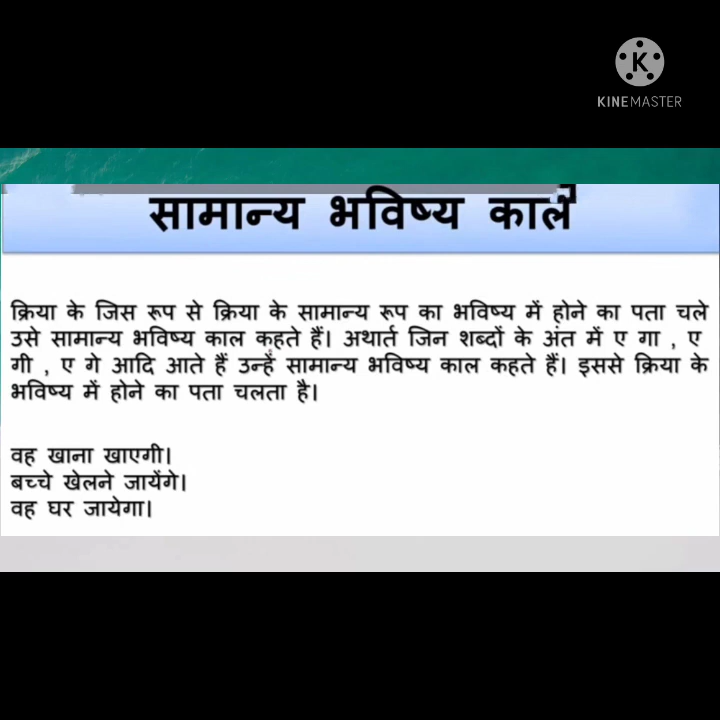 KINEMASTER
सामान्य भविष्य काल
क्रिया के जिस रूप से क्रिया के सामान्य रूप का भविष्य में होने का पता चले
उसे सामान्य भविष्य काल कहते हैं। अथार्त जिन शब्दों के अंत में ए गा , ए
गी , ए गे आदि आते हैं उन्हें सामान्य भविष्य काल कहते हैं। इससे क्रिया के
भविष्य में होने का पता चलता है।
वह खाना खाएगी।
बच्चे खेलने जायेंगे।
वह घर जायेगा।